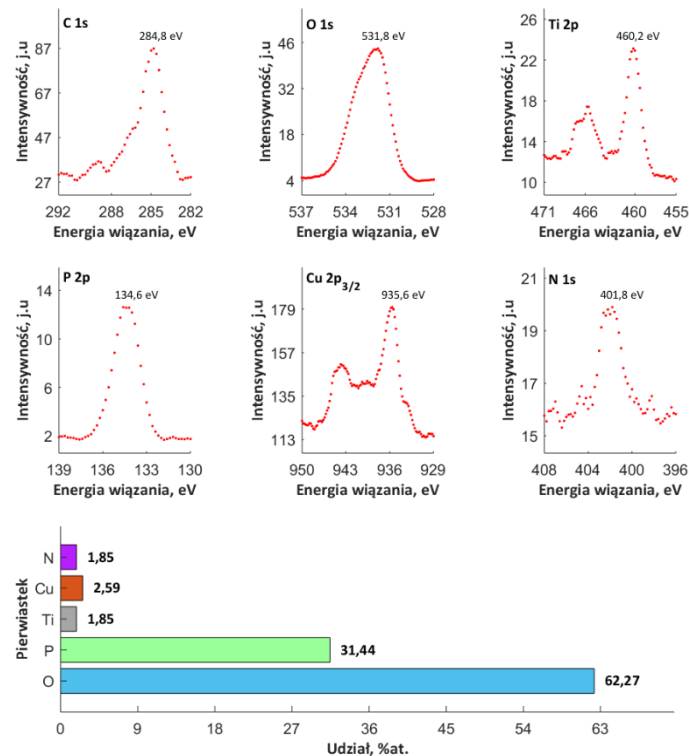 C 1s
284,8 eV
Intensywność, j.u
87
67
47
27
292 288 285 282
Energia wiązania, eV
O 1s
531,8 eV
Intensywność, j.u
46
32
18
4
537 534 531 528
Energia wiązania, eV
Ti 2p
460,2 eV
Intensywność, j.u
22
18
14
10
471 466 460 455
Energia wiązania, eV
P 2p
134,6 eV
Intensywność, j.u
14
10
6
2
139 136 133 130
Energia wiązania, eV
Cu 2p3/2
935,6 eV
Intensywność, j.u
179
157
135
113
950 943 936 929
Energia wiązania, eV
N 1s
401,8 eV
Intensywność, j.u
21
20
18
16
15
408 404 400 396
Energia wiązania, eV
Pierwiastek
N 1,85
Cu 2,59
Ti 1,85
P 31,44
O 62,27
0 9 18 27 36 45 54 63
Udział, %at.